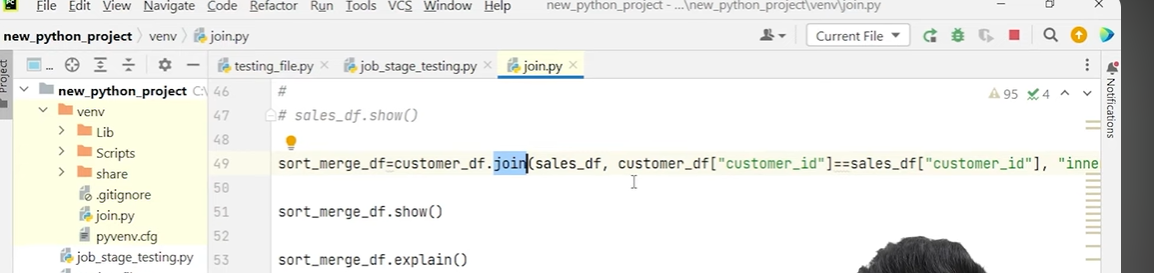 File Edit View Navigate Code Refactor Run Tools VCS Window Help new_python_project - ...\new_python_project\venv\join.py
new_python_project venv join.py Current File
Project ... testing_file.py job_stage_testing.py join.py
new_python_project C:\
venv
Lib
Scripts
share
.gitignore
join.py
pyvenv.cfg
job_stage_testing.py
46 #
47 # sales_df.show()
48
49 sort_merge_df=customer_df.join(sales_df, customer_df["customer_id"]==sales_df["customer_id"], "inne
50
51 sort_merge_df.show()
52
53 sort_merge_df.explain()
95 4
Notifications